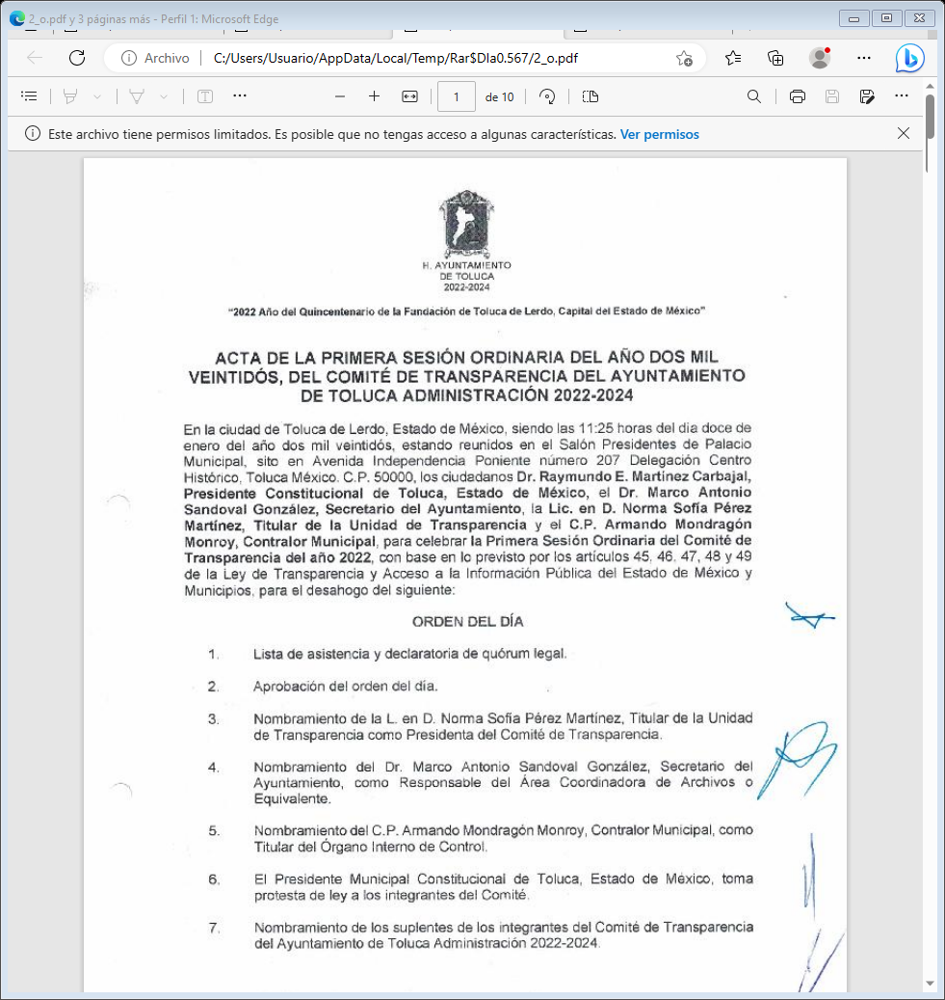 2_o.pdf y 3 páginas más - Perfil 1: Microsoft Edge
Archivo
C:/Users/Usuario/AppData/Local/Temp/Rar$DIa0.567/2_o.pdf
1 de 10
Este archivo tiene permisos limitados. Es posible que no tengas acceso a algunas características. Ver permisos
H. AYUNTAMIENTO
DE TOLUCA
2022-2024
"2022 Año del Quincentenario de la Fundación de Toluca de Lerdo, Capital del Estado de México"
ACTA DE LA PRIMERA SESIÓN ORDINARIA DEL AÑO DOS MIL
VEINTIDÓS, DEL COMITÉ DE TRANSPARENCIA DEL AYUNTAMIENTO
DE TOLUCA ADMINISTRACIÓN 2022-2024
En la ciudad de Toluca de Lerdo, Estado de México, siendo las 11:25 horas del día doce de
enero del año dos mil veintidós, estando reunidos en el Salón Presidentes de Palacio
Municipal, sito en Avenida Independencia Poniente número 207 Delegación Centro
Histórico, Toluca México. C.P. 50000, los ciudadanos Dr. Raymundo E. Martínez Carbajal,
Presidente Constitucional de Toluca, Estado de México, el Dr. Marco Antonio
Sandoval González, Secretario del Ayuntamiento, la Lic. en D. Norma Sofía Pérez
Martínez, Titular de la Unidad de Transparencia y el C.P. Armando Mondragón
Monroy, Contralor Municipal, para celebrar la Primera Sesión Ordinaria del Comité de
Transparencia del año 2022, con base en lo previsto por los artículos 45, 46, 47, 48 y 49
de la Ley de Transparencia y Acceso a la Información Pública del Estado de México y
Municipios, para el desahogo del siguiente:
ORDEN DEL DÍA
1. Lista de asistencia y declaratoria de quórum legal.
2. Aprobación del orden del día.
3. Nombramiento de la L. en D. Norma Sofía Pérez Martínez, Titular de la Unidad
de Transparencia como Presidenta del Comité de Transparencia.
4. Nombramiento del Dr. Marco Antonio Sandoval González, Secretario del
Ayuntamiento, como Responsable del Área Coordinadora de Archivos o
Equivalente.
5. Nombramiento del C.P. Armando Mondragón Monroy, Contralor Municipal, como
Titular del Órgano Interno de Control.
6. El Presidente Municipal Constitucional de Toluca, Estado de México, toma
protesta de ley a los integrantes del Comité.
7. Nombramiento de los suplentes de los integrantes del Comité de Transparencia
del Ayuntamiento de Toluca Administración 2022-2024.